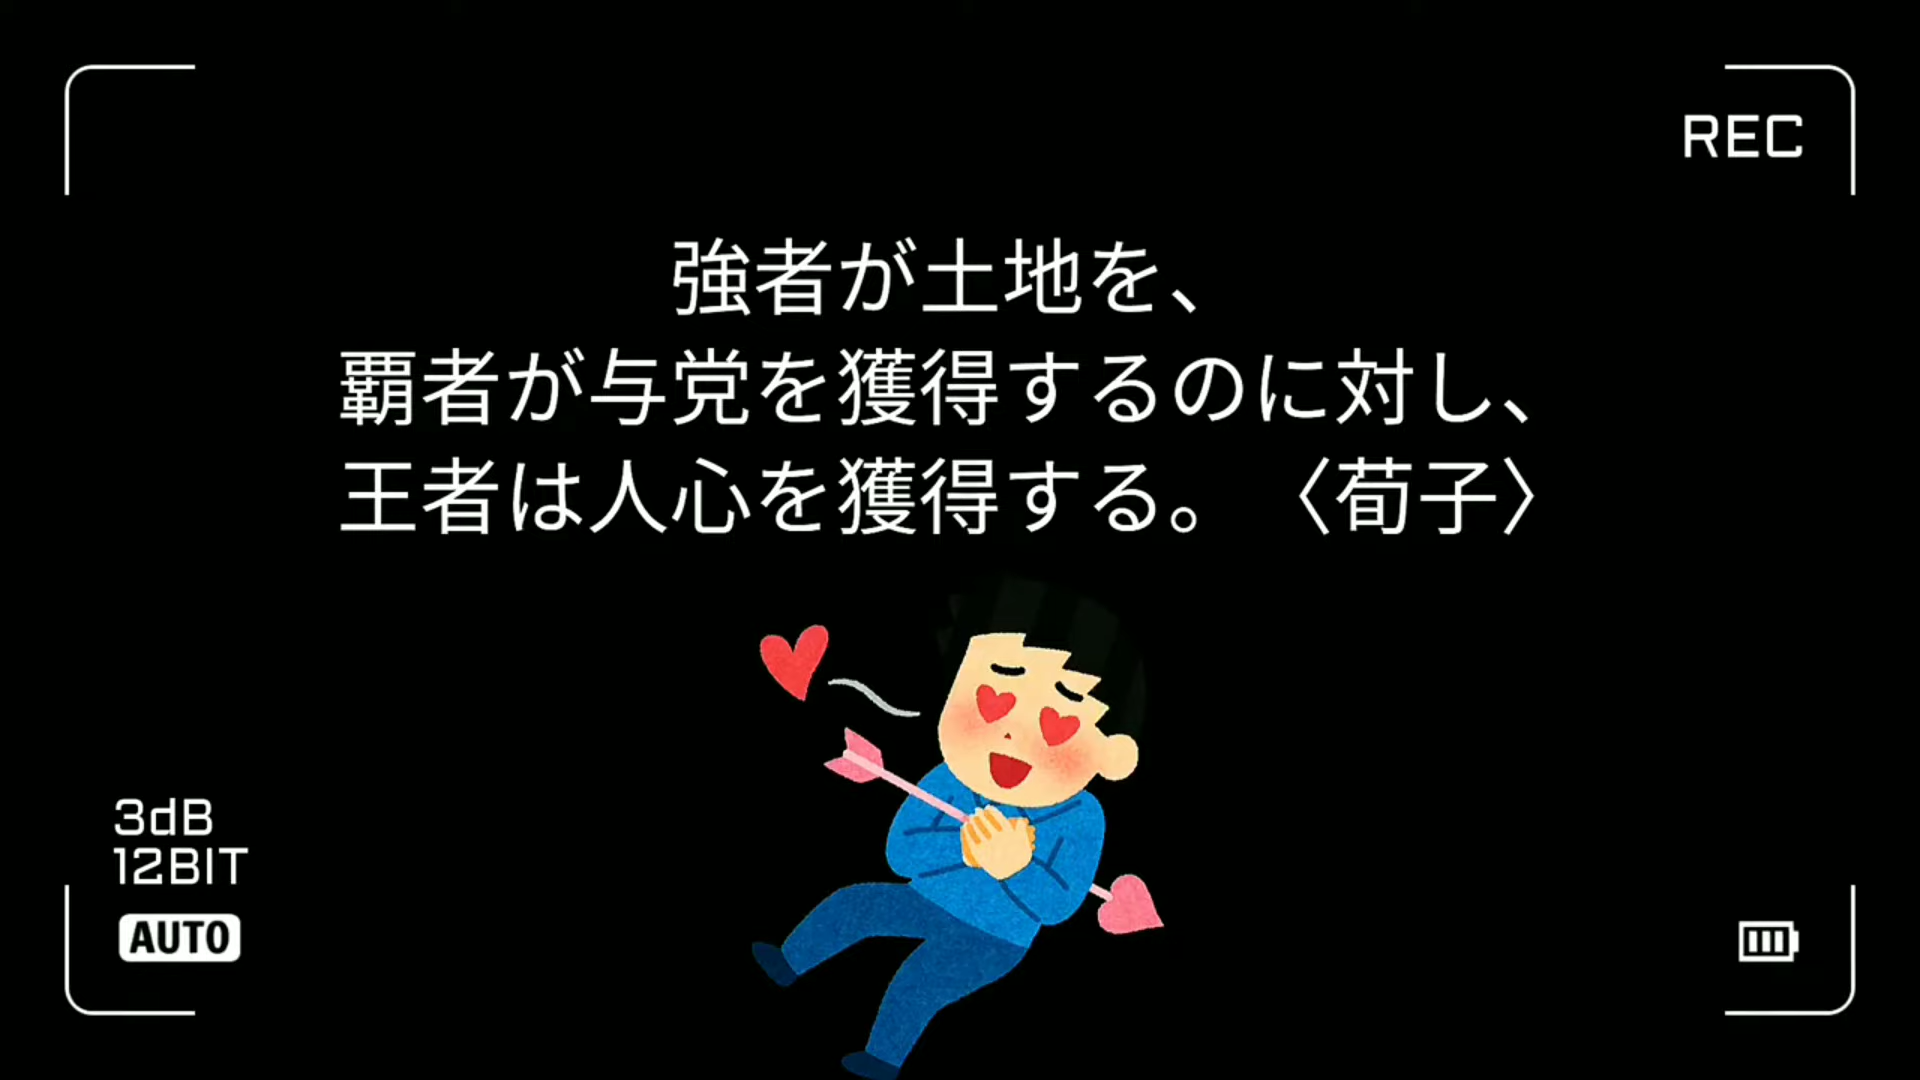 REC
強者が土地を、
覇者が与党を獲得するのに対し、
王者は人心を獲得する。〈荀子〉
3dB
12BIT
AUTO